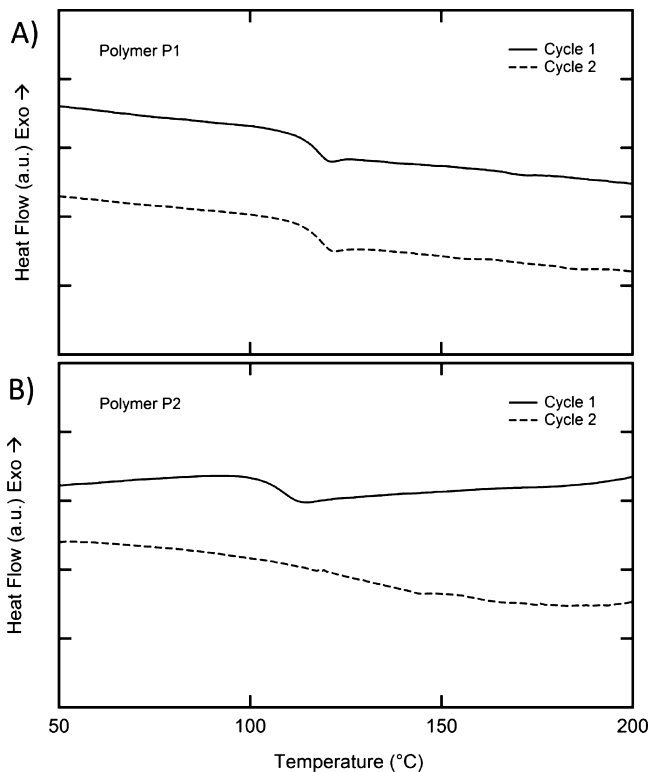 A)
Polymer P1
Cycle 1
Cycle 2
Heat Flow (a.u.) Exo →
B)
Polymer P2
Cycle 1
Cycle 2
Heat Flow (a.u.) Exo →
50 100 150 200
Temperature (°C)